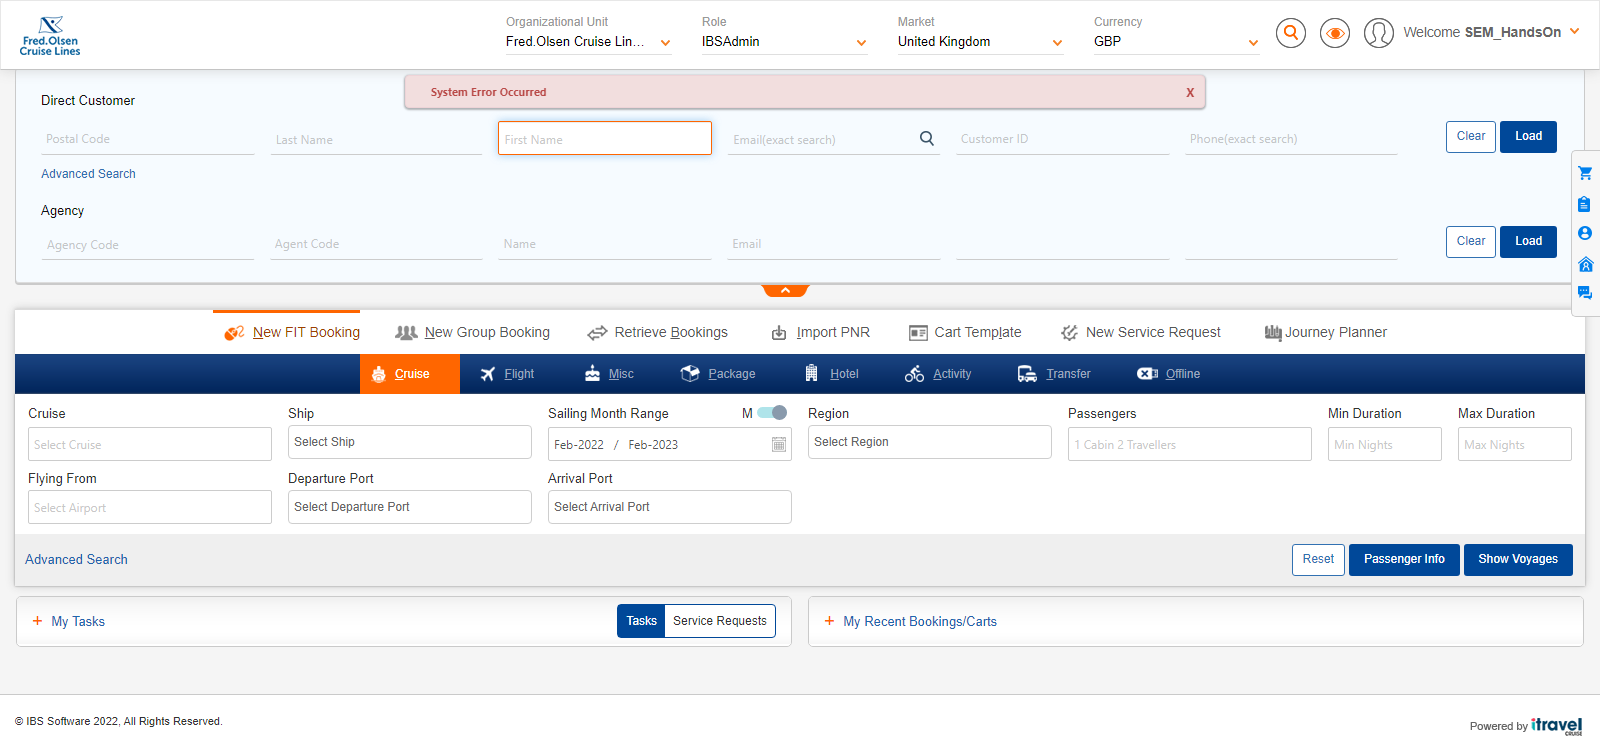 Fred.Olsen
Cruise Lines
Organizational Unit
Fred.Olsen Cruise Lin...
Role
IBSAdmin
Market
United Kingdom
Currency
GBP
Welcome SEM_HandsOn
System Error Occurred
X
Direct Customer
Postal Code
Last Name
First Name
Email(exact search)
Customer ID
Phone(exact search)
Clear
Load
Advanced Search
Agency
Agency Code
Agent Code
Name
Email
Clear
Load
New FIT Booking
New Group Booking
Retrieve Bookings
Import PNR
Cart Template
New Service Request
Journey Planner
Cruise
Flight
Misc
Package
Hotel
Activity
Transfer
Offline
Cruise
Select Cruise
Ship
Select Ship
Sailing Month Range
M
Feb-2022 / Feb-2023
Region
Select Region
Passengers
1 Cabin 2 Travellers
Min Duration
Min Nights
Max Duration
Max Nights
Flying From
Select Airport
Departure Port
Select Departure Port
Arrival Port
Select Arrival Port
Advanced Search
Reset
Passenger Info
Show Voyages
+ My Tasks
Tasks
Service Requests
+ My Recent Bookings/Carts
© IBS Software 2022, All Rights Reserved.
Powered by itravel
CRUISE